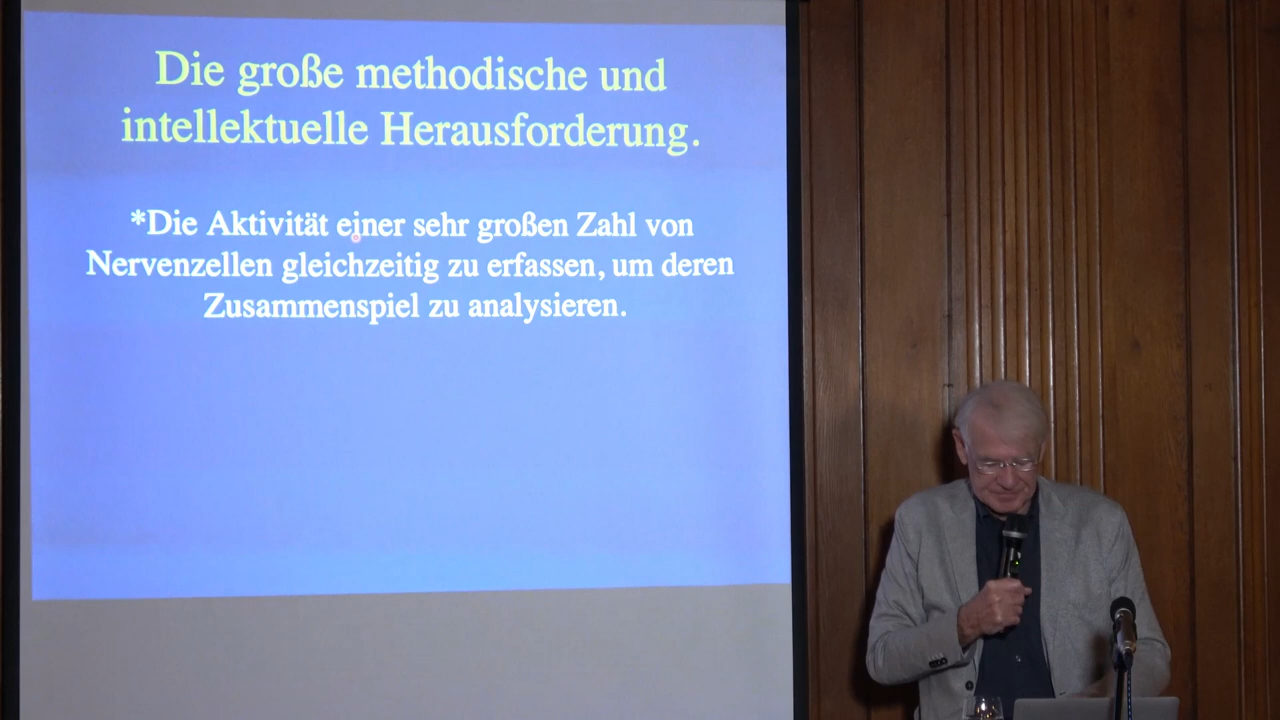 Die große methodische und
intellektuelle Herausforderung.
*Die Aktivität einer sehr großen Zahl von
Nervenzellen gleichzeitig zu erfassen, um deren
Zusammenspiel zu analysieren.